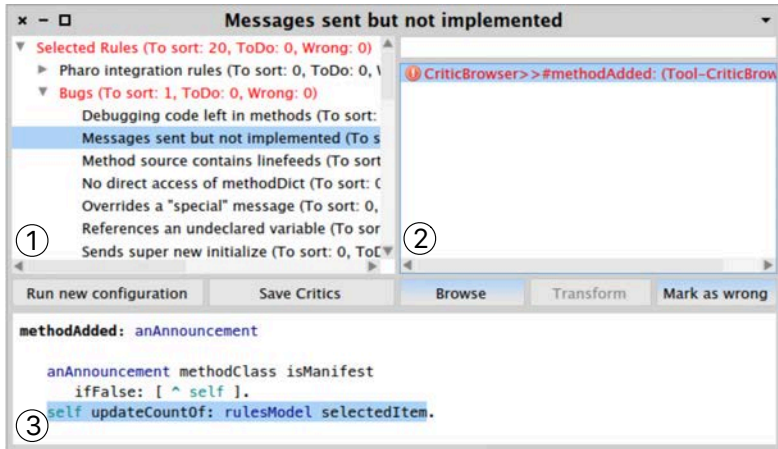 Messages sent but not implemented
Selected Rules (To sort: 20, ToDo: 0, Wrong: 0)
Pharo integration rules (To sort: 0, ToDo: 0, \
Bugs (To sort: 1, ToDo: 0, Wrong: 0)
Debugging code left in methods (To sort:
Messages sent but not implemented (To s
Method source contains linefeeds (To sort
No direct access of methodDict (To sort: 0
Overrides a "special" message (To sort: 0,
References an undeclared variable (To sor
Sends super new initialize (To sort: 0, ToD
1
CriticBrowser>>#methodAdded: (Tool-CriticBrow
2
Run new configuration
Save Critics
Browse
Transform
Mark as wrong
methodAdded: anAnnouncement
anAnnouncement methodClass isManifest
ifFalse: [ ^ self ].
self updateCountOf: rulesModel selectedItem.
3